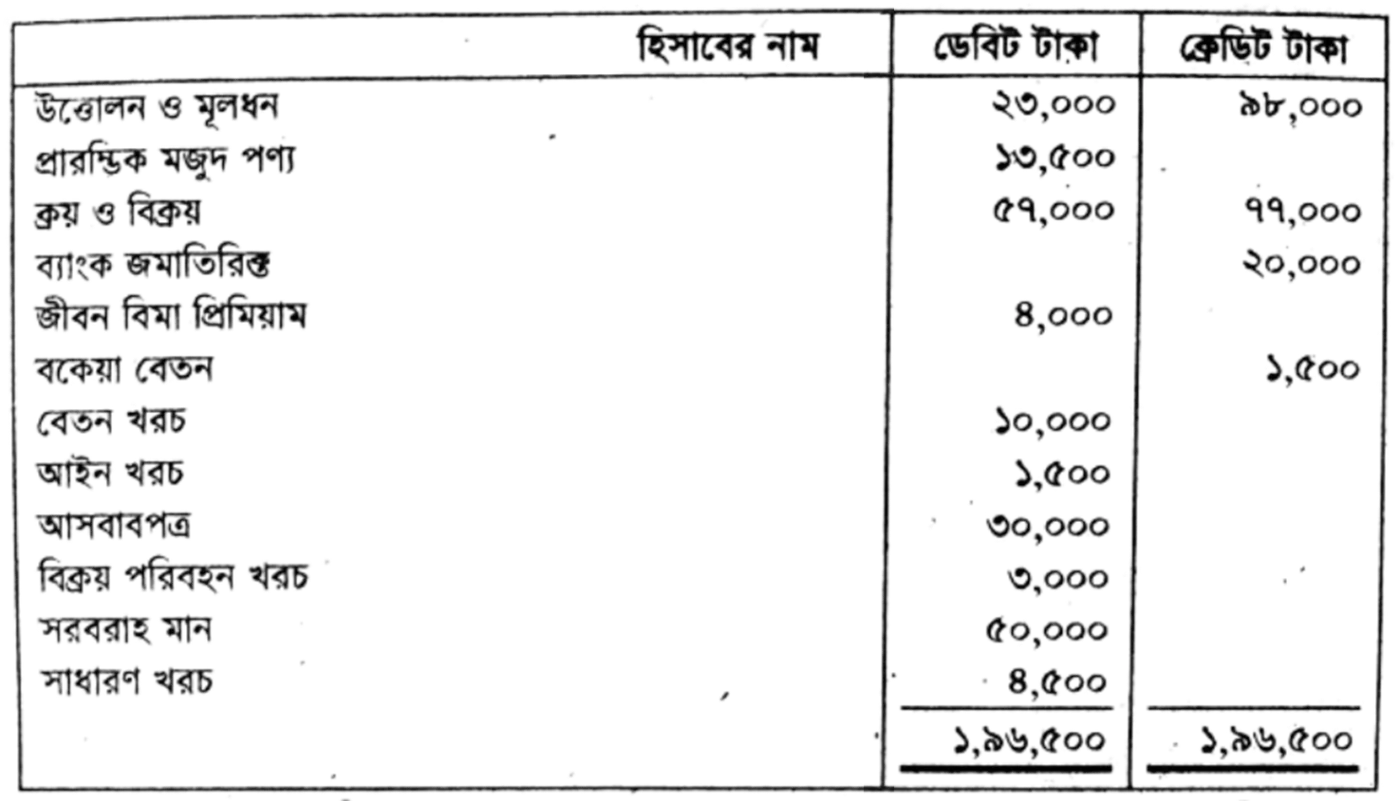 হিসাবের নাম ডেবিট টাকা ক্রেডিট টাকা
উত্তোলন ও মূলধন ২৩,০০০ ৯৮,০০০
প্রারম্ভিক মজুদ পণ্য ১৩,৫০০
ক্রয় ও বিক্রয় ৫৭,০০০ ৭৭,০০০
ব্যাংক জমাতিরিক্ত ২০,০০০
জীবন বিমা প্রিমিয়াম ৪,০০০
বকেয়া বেতন ১,৫০০
বেতন খরচ ১০,০০০
আইন খরচ ১,৫০০
আসবাবপত্র ৩০,০০০
বিক্রয় পরিবহন খরচ ৩,০০০
সরবরাহ মান ৫০,০০০
সাধারণ খরচ ৪,৫০০
১,৯৬,৫০০ ১,৯৬,৫০০